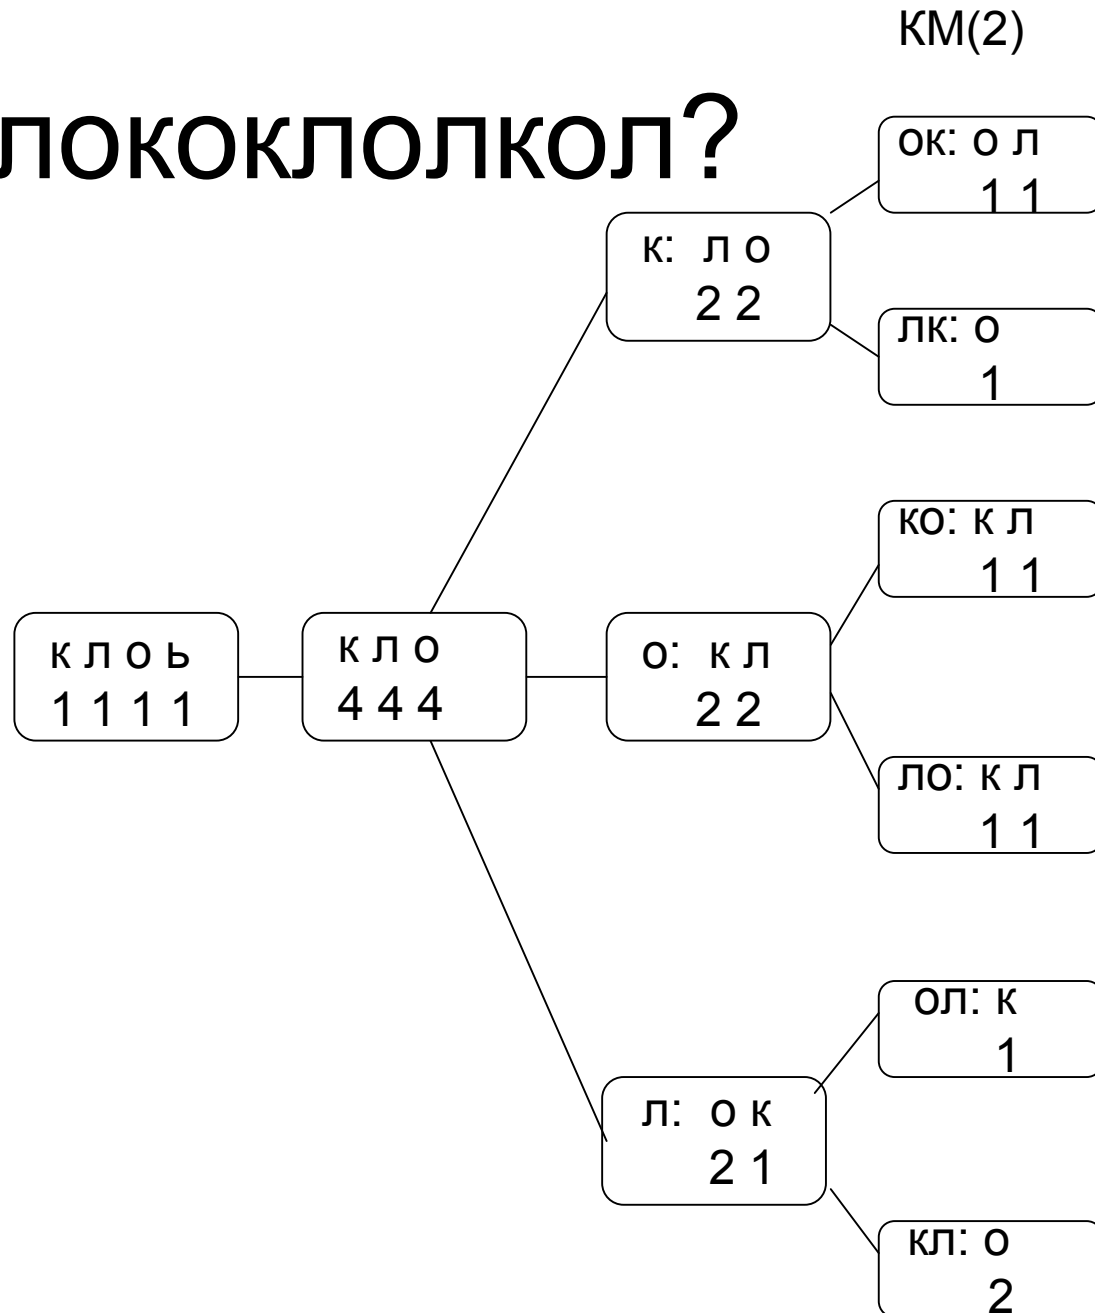 КМ(2)
лококлолкол?
ок: о л
1 1
к: л о
2 2
лк: о
1
ко: к л
1 1
к л о ь
1 1 1 1
к л о
4 4 4
о: к л
2 2
ло: к л
1 1
ол: к
1
л: о к
2 1
кл: о
2